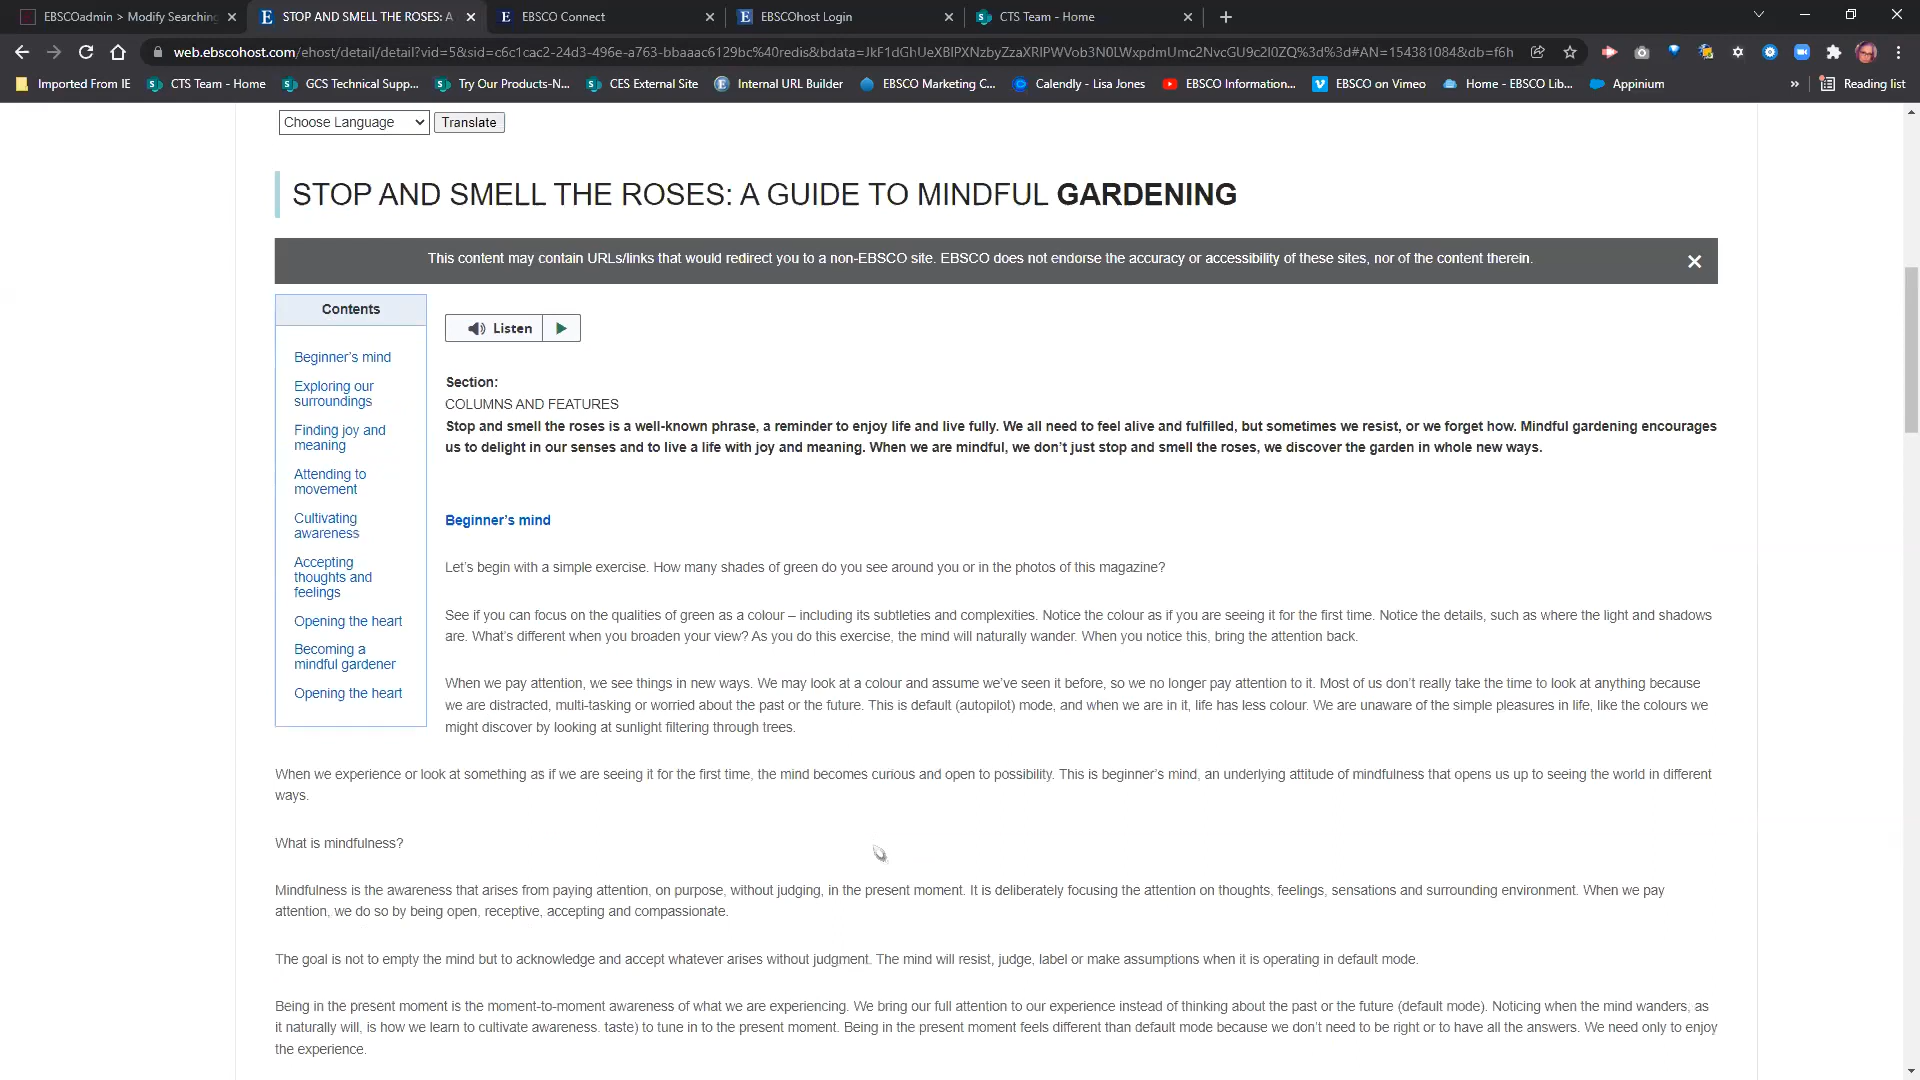 EBSCOadmin > Modify Searching
STOP AND SMELL THE ROSES: A
EBSCO Connect
EBSCOhost Login
CTS Team - Home
web.ebscohost.com/ehost/detail/detail?vid=5&sid=c6c1cac2-24d3-496e-a763-bbaaac6129bc%40redis&bdata=JkF1dGhUeXBlPXNzbyZzaXRlPWVob3N0LWxpdmUmc2NvcGU9c2l0ZQ%3d%3d#AN=154381084&db=f6h
Imported From IE
CTS Team - Home
GCS Technical Supp...
Try Our Products-N...
CES External Site
Internal URL Builder
EBSCO Marketing C...
Calendly - Lisa Jones
EBSCO Information...
EBSCO on Vimeo
Home - EBSCO Lib...
Appinium
»
Reading list
Choose Language
Translate
STOP AND SMELL THE ROSES: A GUIDE TO MINDFUL GARDENING
This content may contain URLs/links that would redirect you to a non-EBSCO site. EBSCO does not endorse the accuracy or accessibility of these sites, nor of the content therein.
Contents
Beginner’s mind
Exploring our
surroundings
Finding joy and
meaning
Attending to
movement
Cultivating
awareness
Accepting
thoughts and
feelings
Opening the heart
Becoming a
mindful gardener
Opening the heart
Listen
Section:
COLUMNS AND FEATURES
Stop and smell the roses is a well-known phrase, a reminder to enjoy life and live fully. We all need to feel alive and fulfilled, but sometimes we resist, or we forget how. Mindful gardening encourages
us to delight in our senses and to live a life with joy and meaning. When we are mindful, we don’t just stop and smell the roses, we discover the garden in whole new ways.
Beginner’s mind
Let’s begin with a simple exercise. How many shades of green do you see around you or in the photos of this magazine?
See if you can focus on the qualities of green as a colour – including its subtleties and complexities. Notice the colour as if you are seeing it for the first time. Notice the details, such as where the light and shadows
are. What’s different when you broaden your view? As you do this exercise, the mind will naturally wander. When you notice this, bring the attention back.
When we pay attention, we see things in new ways. We may look at a colour and assume we’ve seen it before, so we no longer pay attention to it. Most of us don’t really take the time to look at anything because
we are distracted, multi-tasking or worried about the past or the future. This is default (autopilot) mode, and when we are in it, life has less colour. We are unaware of the simple pleasures in life, like the colours we
might discover by looking at sunlight filtering through trees.
When we experience or look at something as if we are seeing it for the first time, the mind becomes curious and open to possibility. This is beginner’s mind, an underlying attitude of mindfulness that opens us up to seeing the world in different
ways.
What is mindfulness?
Mindfulness is the awareness that arises from paying attention, on purpose, without judging, in the present moment. It is deliberately focusing the attention on thoughts, feelings, sensations and surrounding environment. When we pay
attention, we do so by being open, receptive, accepting and compassionate.
The goal is not to empty the mind but to acknowledge and accept whatever arises without judgment. The mind will resist, judge, label or make assumptions when it is operating in default mode.
Being in the present moment is the moment-to-moment awareness of what we are experiencing. We bring our full attention to our experience instead of thinking about the past or the future (default mode). Noticing when the mind wanders, as
it naturally will, is how we learn to cultivate awareness. taste) to tune in to the present moment. Being in the present moment feels different than default mode because we don’t need to be right or to have all the answers. We need only to enjoy
the experience.